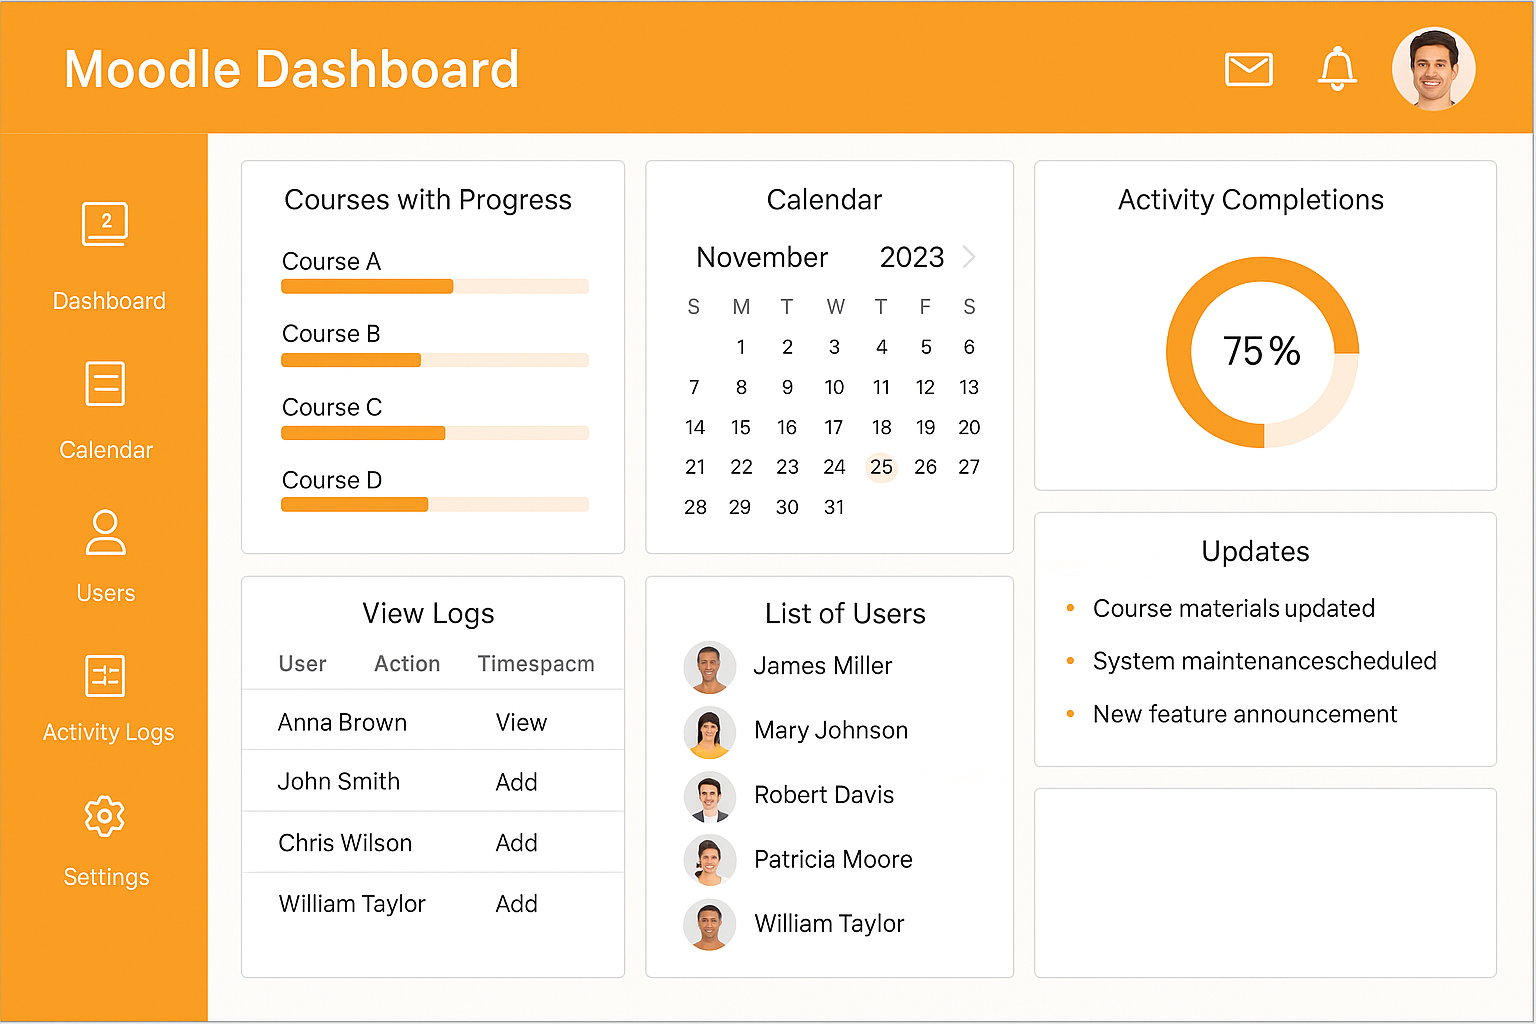 Moodle Dashboard
2
Dashboard
Calendar
Users
Activity Logs
Settings
Courses with Progress
Course A
Course B
Course C
Course D
Calendar
November 2023
S M T W T F S
1 2 3 4 5 6
7 8 9 10 11 12 13
14 15 16 17 18 19 20
21 22 23 24 25 26 27
28 29 30 31
Activity Completions
75%
View Logs
User Action Timespacm
Anna Brown View
John Smith Add
Chris Wilson Add
William Taylor Add
List of Users
James Miller
Mary Johnson
Robert Davis
Patricia Moore
William Taylor
Updates
• Course materials updated
• System maintenancescheduled
• New feature announcement